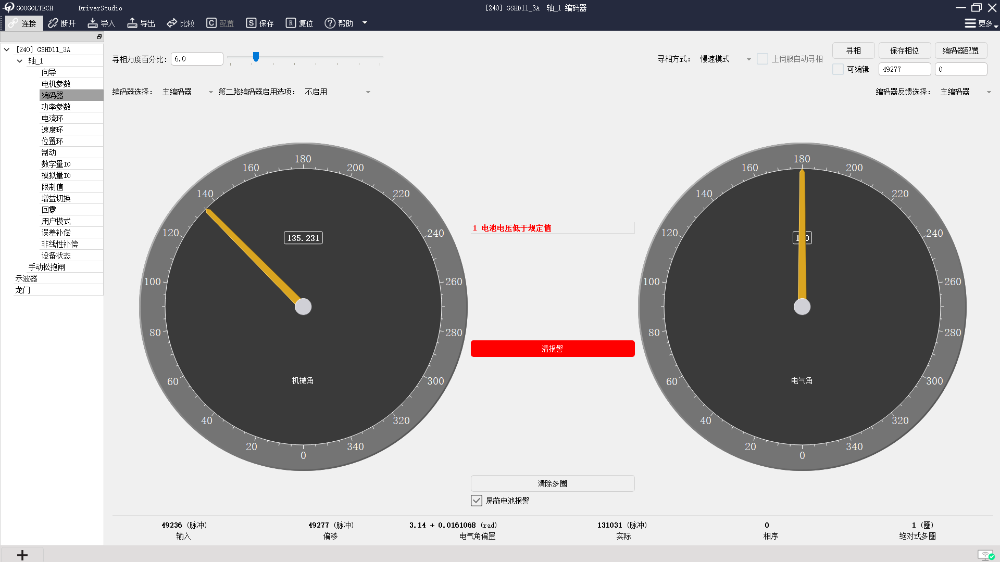 GOOGOLTECH DriverStudio [240] GSHD11_3A 轴_1 编码器
连接 断开 导入 导出 比较 C 配置 S 保存 R 复位 ? 帮助 更多
[240] GSHD11_3A
轴_1
向导
电机参数
编码器
功率参数
电流环
速度环
位置环
制动
数字量IO
模拟量IO
限制值
增益切换
回零
用户模式
误差补偿
非线性补偿
设备状态
手动松抱闸
示波器
龙门
寻相力度百分比： 6.0
寻相方式： 慢速模式 上伺服自动寻相
寻相 保存相位 编码器配置
可编辑 49277 0
编码器选择： 主编码器 第二路编码器启用选项： 不启用
编码器反馈选择： 主编码器
0 20 40 60 80 100 120 140 160 180 200 220 240 260 280 300 320 340
135.231
机械角
1 电池电压低于规定值
清报警
清除多圈
屏蔽电池报警
0 20 40 60 80 100 120 140 160 180 200 220 240 260 280 300 320 340
电气角
49236 (脉冲) 49277 (脉冲) 3.14 + 0.0161068 (rad) 131031 (脉冲) 0 1 (圈)
输入 偏移 电气角偏置 实际 相序 绝对式多圈